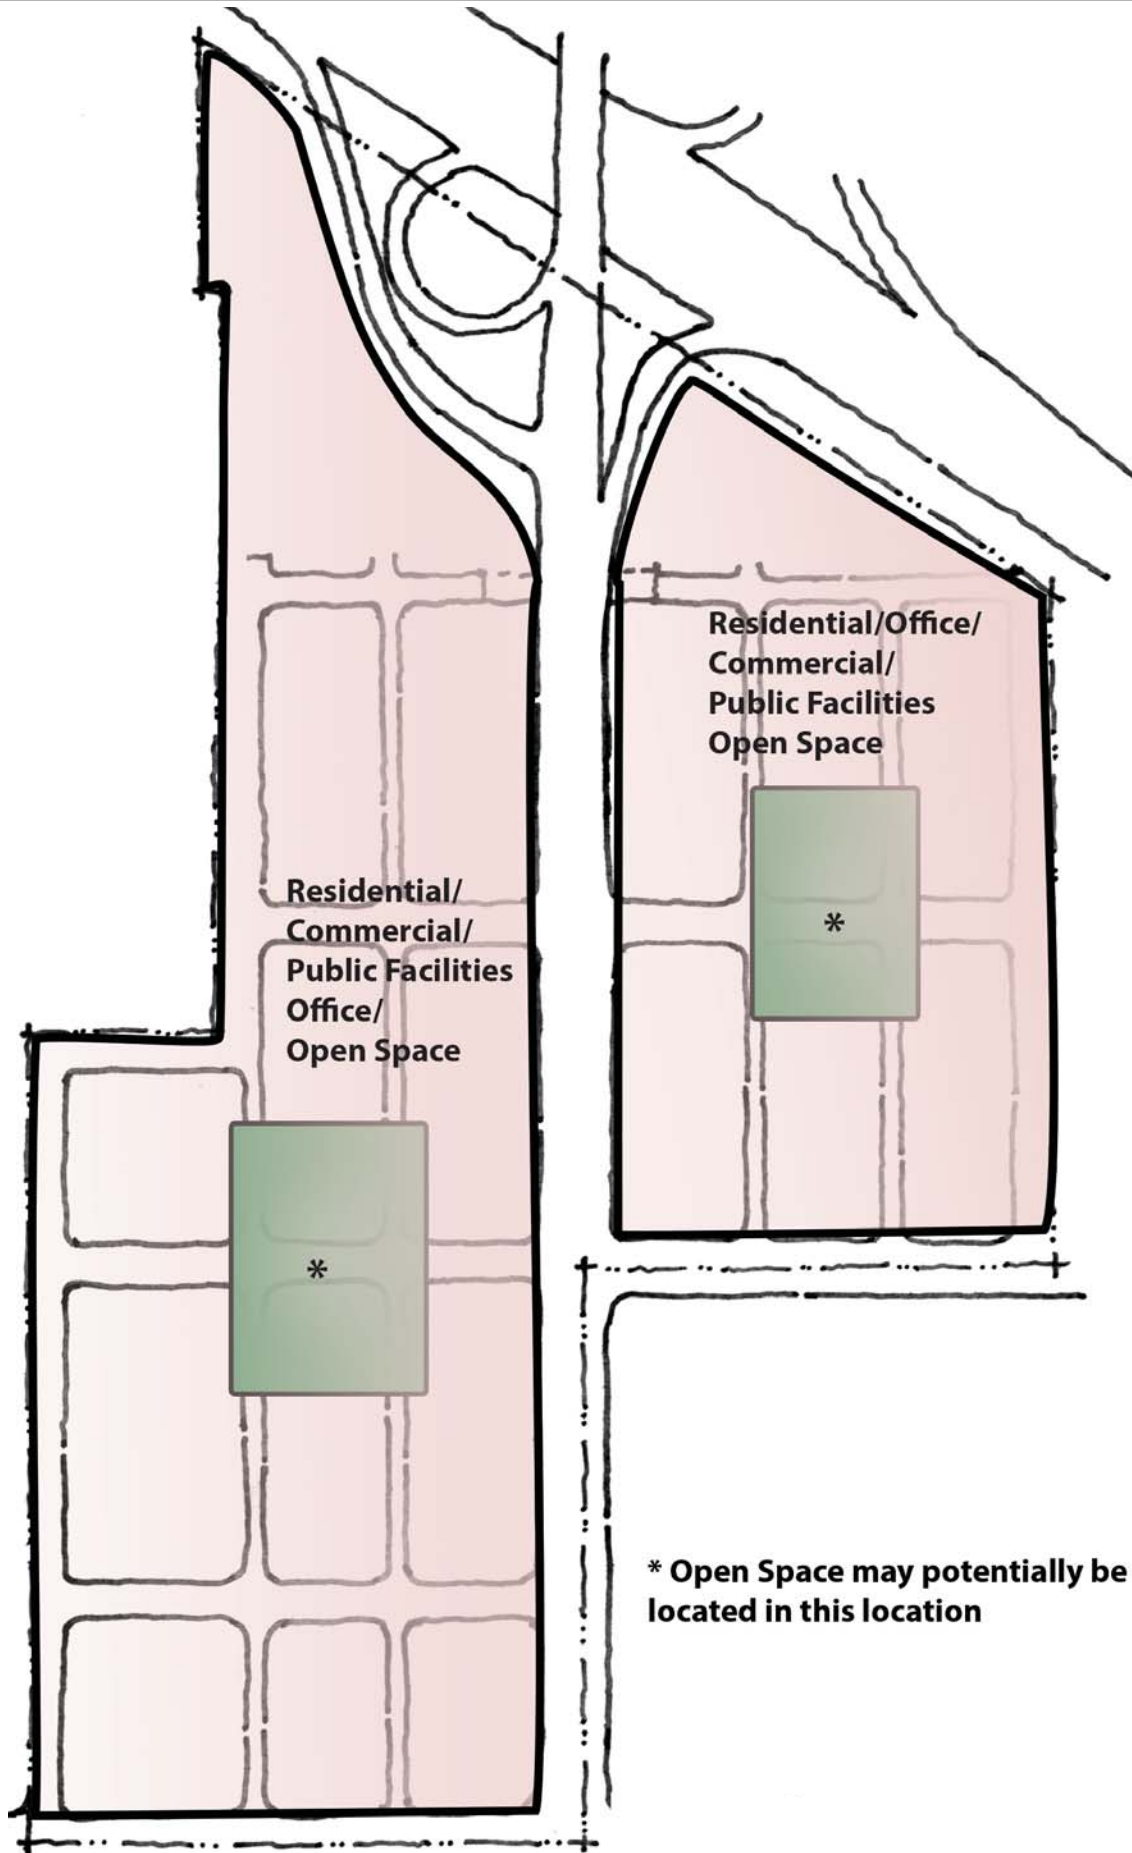 Residential/Office/
Commercial/
Public Facilities
Open Space
*
Residential/
Commercial/
Public Facilities
Office/
Open Space
*
* Open Space may potentially be
located in this location